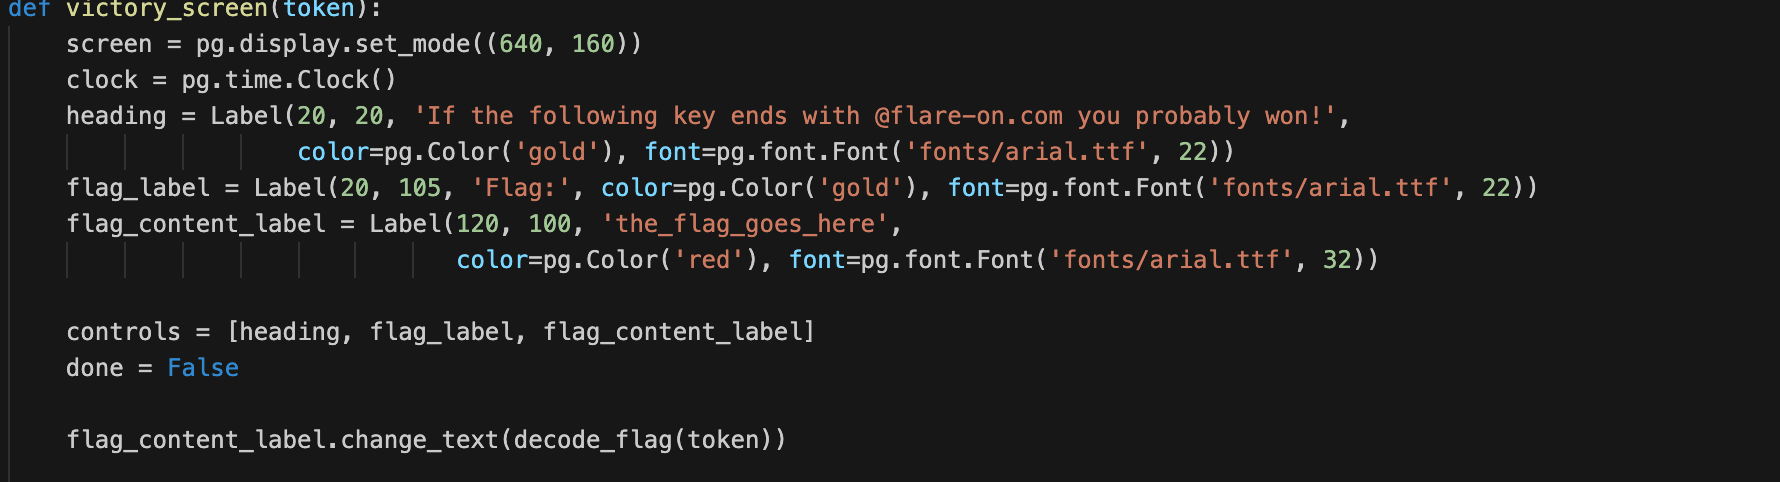 def victory_screen(token):
screen = pg.display.set_mode((640, 160))
clock = pg.time.Clock()
heading = Label(20, 20, 'If the following key ends with @flare-on.com you probably won!',
color=pg.Color('gold'), font=pg.font.Font('fonts/arial.ttf', 22))
flag_label = Label(20, 105, 'Flag:', color=pg.Color('gold'), font=pg.font.Font('fonts/arial.ttf', 22))
flag_content_label = Label(120, 100, 'the_flag_goes_here',
color=pg.Color('red'), font=pg.font.Font('fonts/arial.ttf', 32))
controls = [heading, flag_label, flag_content_label]
done = False
flag_content_label.change_text(decode_flag(token))